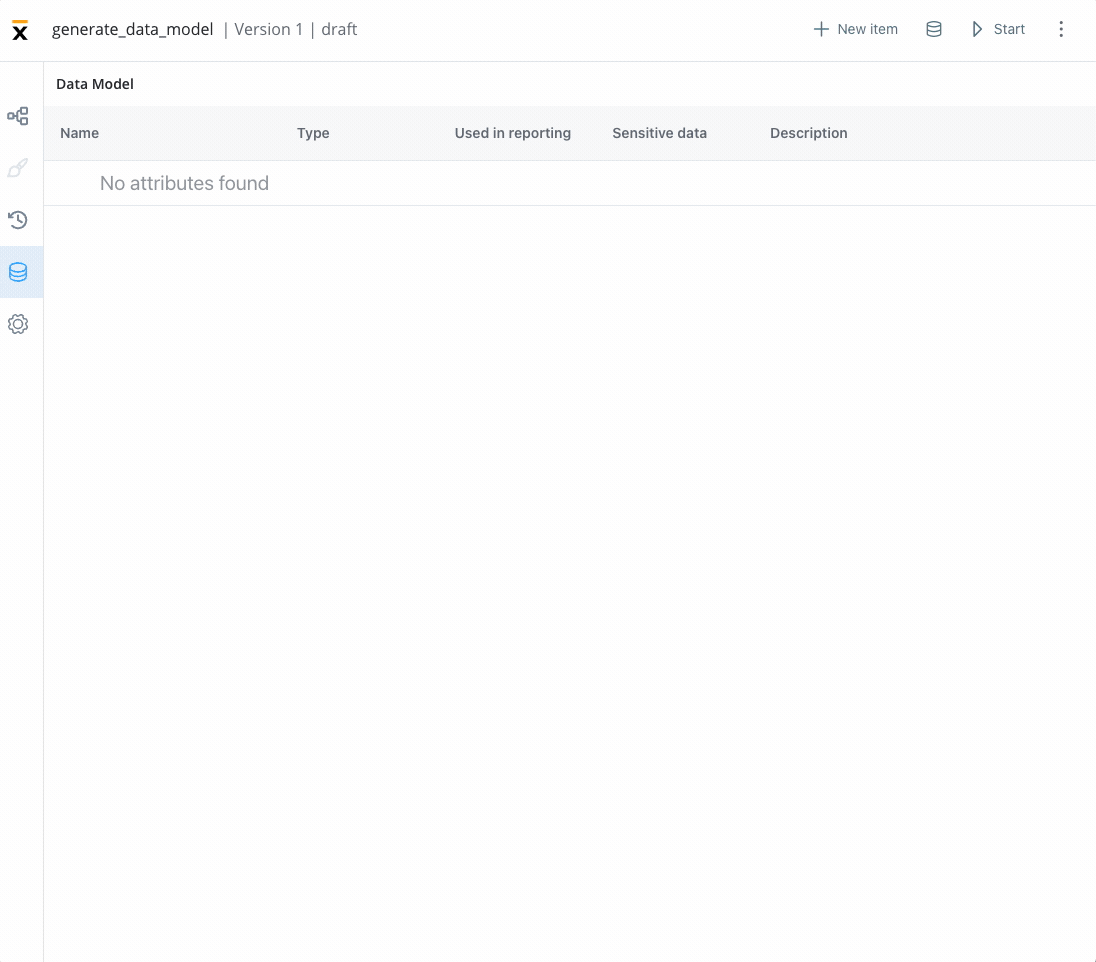 generate_data_model | Version 1 | draft
New item
Start
Data Model
Name Type Used in reporting Sensitive data Description
No attributes found